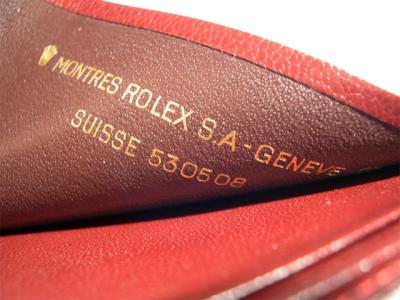 MONTRES ROLEX S.A-GENEVE
SUISSE 530508